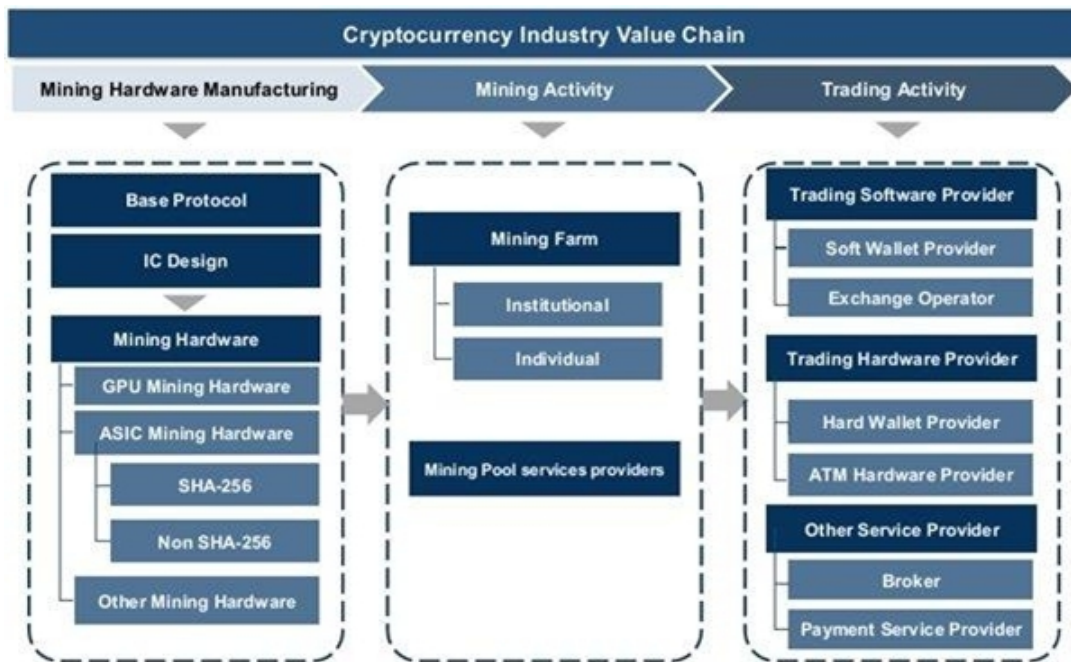 Cryptocurrency Industry Value Chain
Mining Hardware Manufacturing
Mining Activity
Trading Activity
Base Protocol
IC Design
Mining Hardware
GPU Mining Hardware
ASIC Mining Hardware
SHA-256
Non SHA-256
Other Mining Hardware
Mining Farm
Institutional
Individual
Mining Pool services providers
Trading Software Provider
Soft Wallet Provider
Exchange Operator
Trading Hardware Provider
Hard Wallet Provider
ATM Hardware Provider
Other Service Provider
Broker
Payment Service Provider